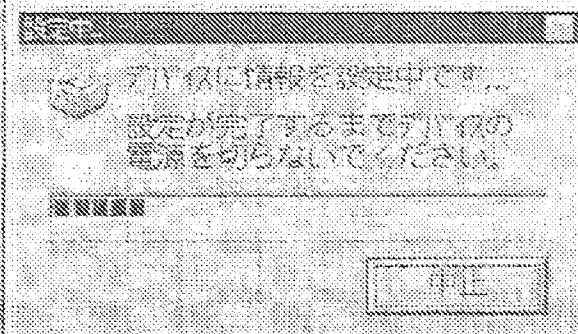 設定中...
デバイスに情報を設定中です...
設定が完了するまでデバイスの
電源を切らないでください。
中止